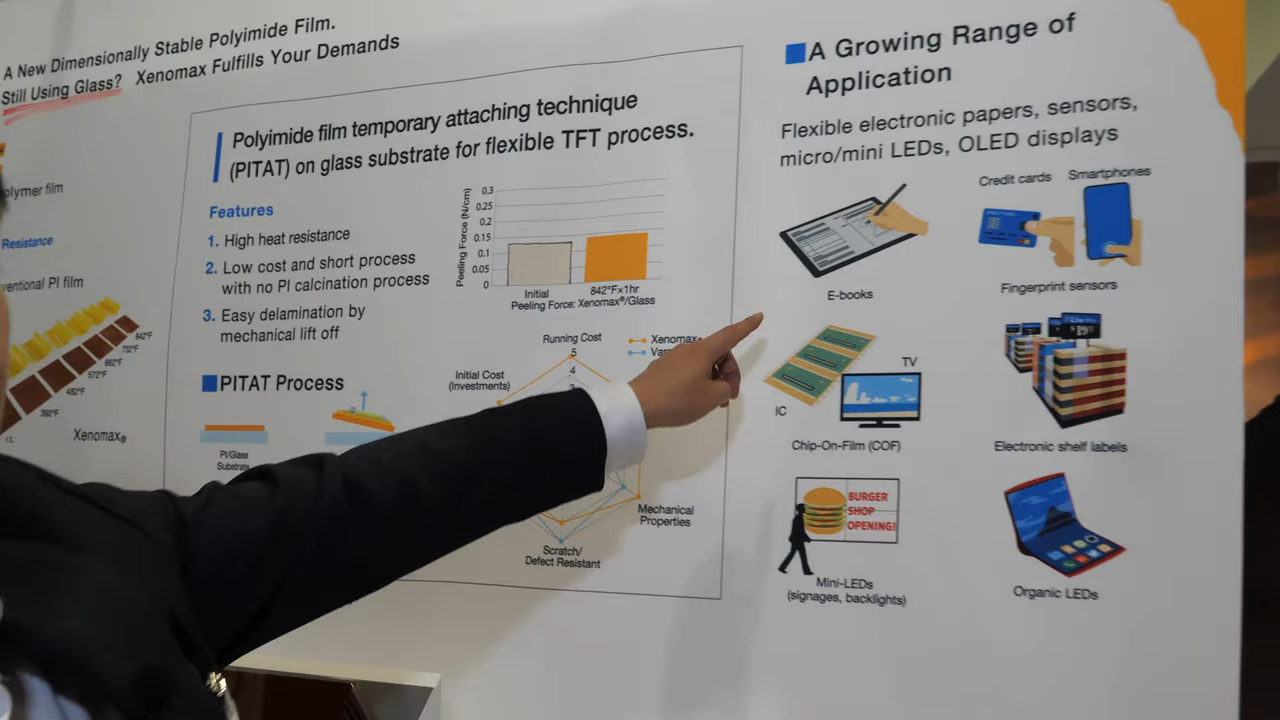 A New Dimensionally Stable Polyimide Film.
Still Using Glass? Xenomax Fulfills Your Demands
olymer film
Resistance
ventional PI film
842°F
752°F
662°F
572°F
482°F
392°F
r.t.
Xenomax®
Polyimide film temporary attaching technique
(PITAT) on glass substrate for flexible TFT process.
Features
1. High heat resistance
2. Low cost and short process
with no PI calcination process
3. Easy delamination by
mechanical lift off
Peeling Force (N/cm)
0.3
0.25
0.2
0.15
0.1
0.05
0
Initial
842°F×1hr
Peeling Force: Xenomax®/Glass
PITAT Process
PI/Glass
Substrate
Running Cost
Xenomax
Var
5
4
3
Initial Cost
(Investments)
Mechanical
Properties
Scratch/
Defect Resistant
A Growing Range of
Application
Flexible electronic papers, sensors,
micro/mini LEDs, OLED displays
E-books
Credit cards
Smartphones
Fingerprint sensors
IC
TV
Chip-On-Film (COF)
Electronic shelf labels
BURGER
SHOP
OPENING!
Mini-LEDs
(signages, backlights)
Organic LEDs